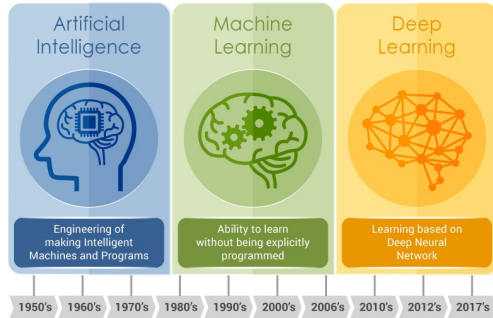 Artificial
Intelligence
Machine
Learning
Deep
Learning
Engineering of
making Intelligent
Machines and Programs
Ability to learn
without being explicitly
programmed
Learning based on
Deep Neural
Network
1950's 1960's 1970's 1980's 1990's 2000's 2006's 2010's 2012's 2017's